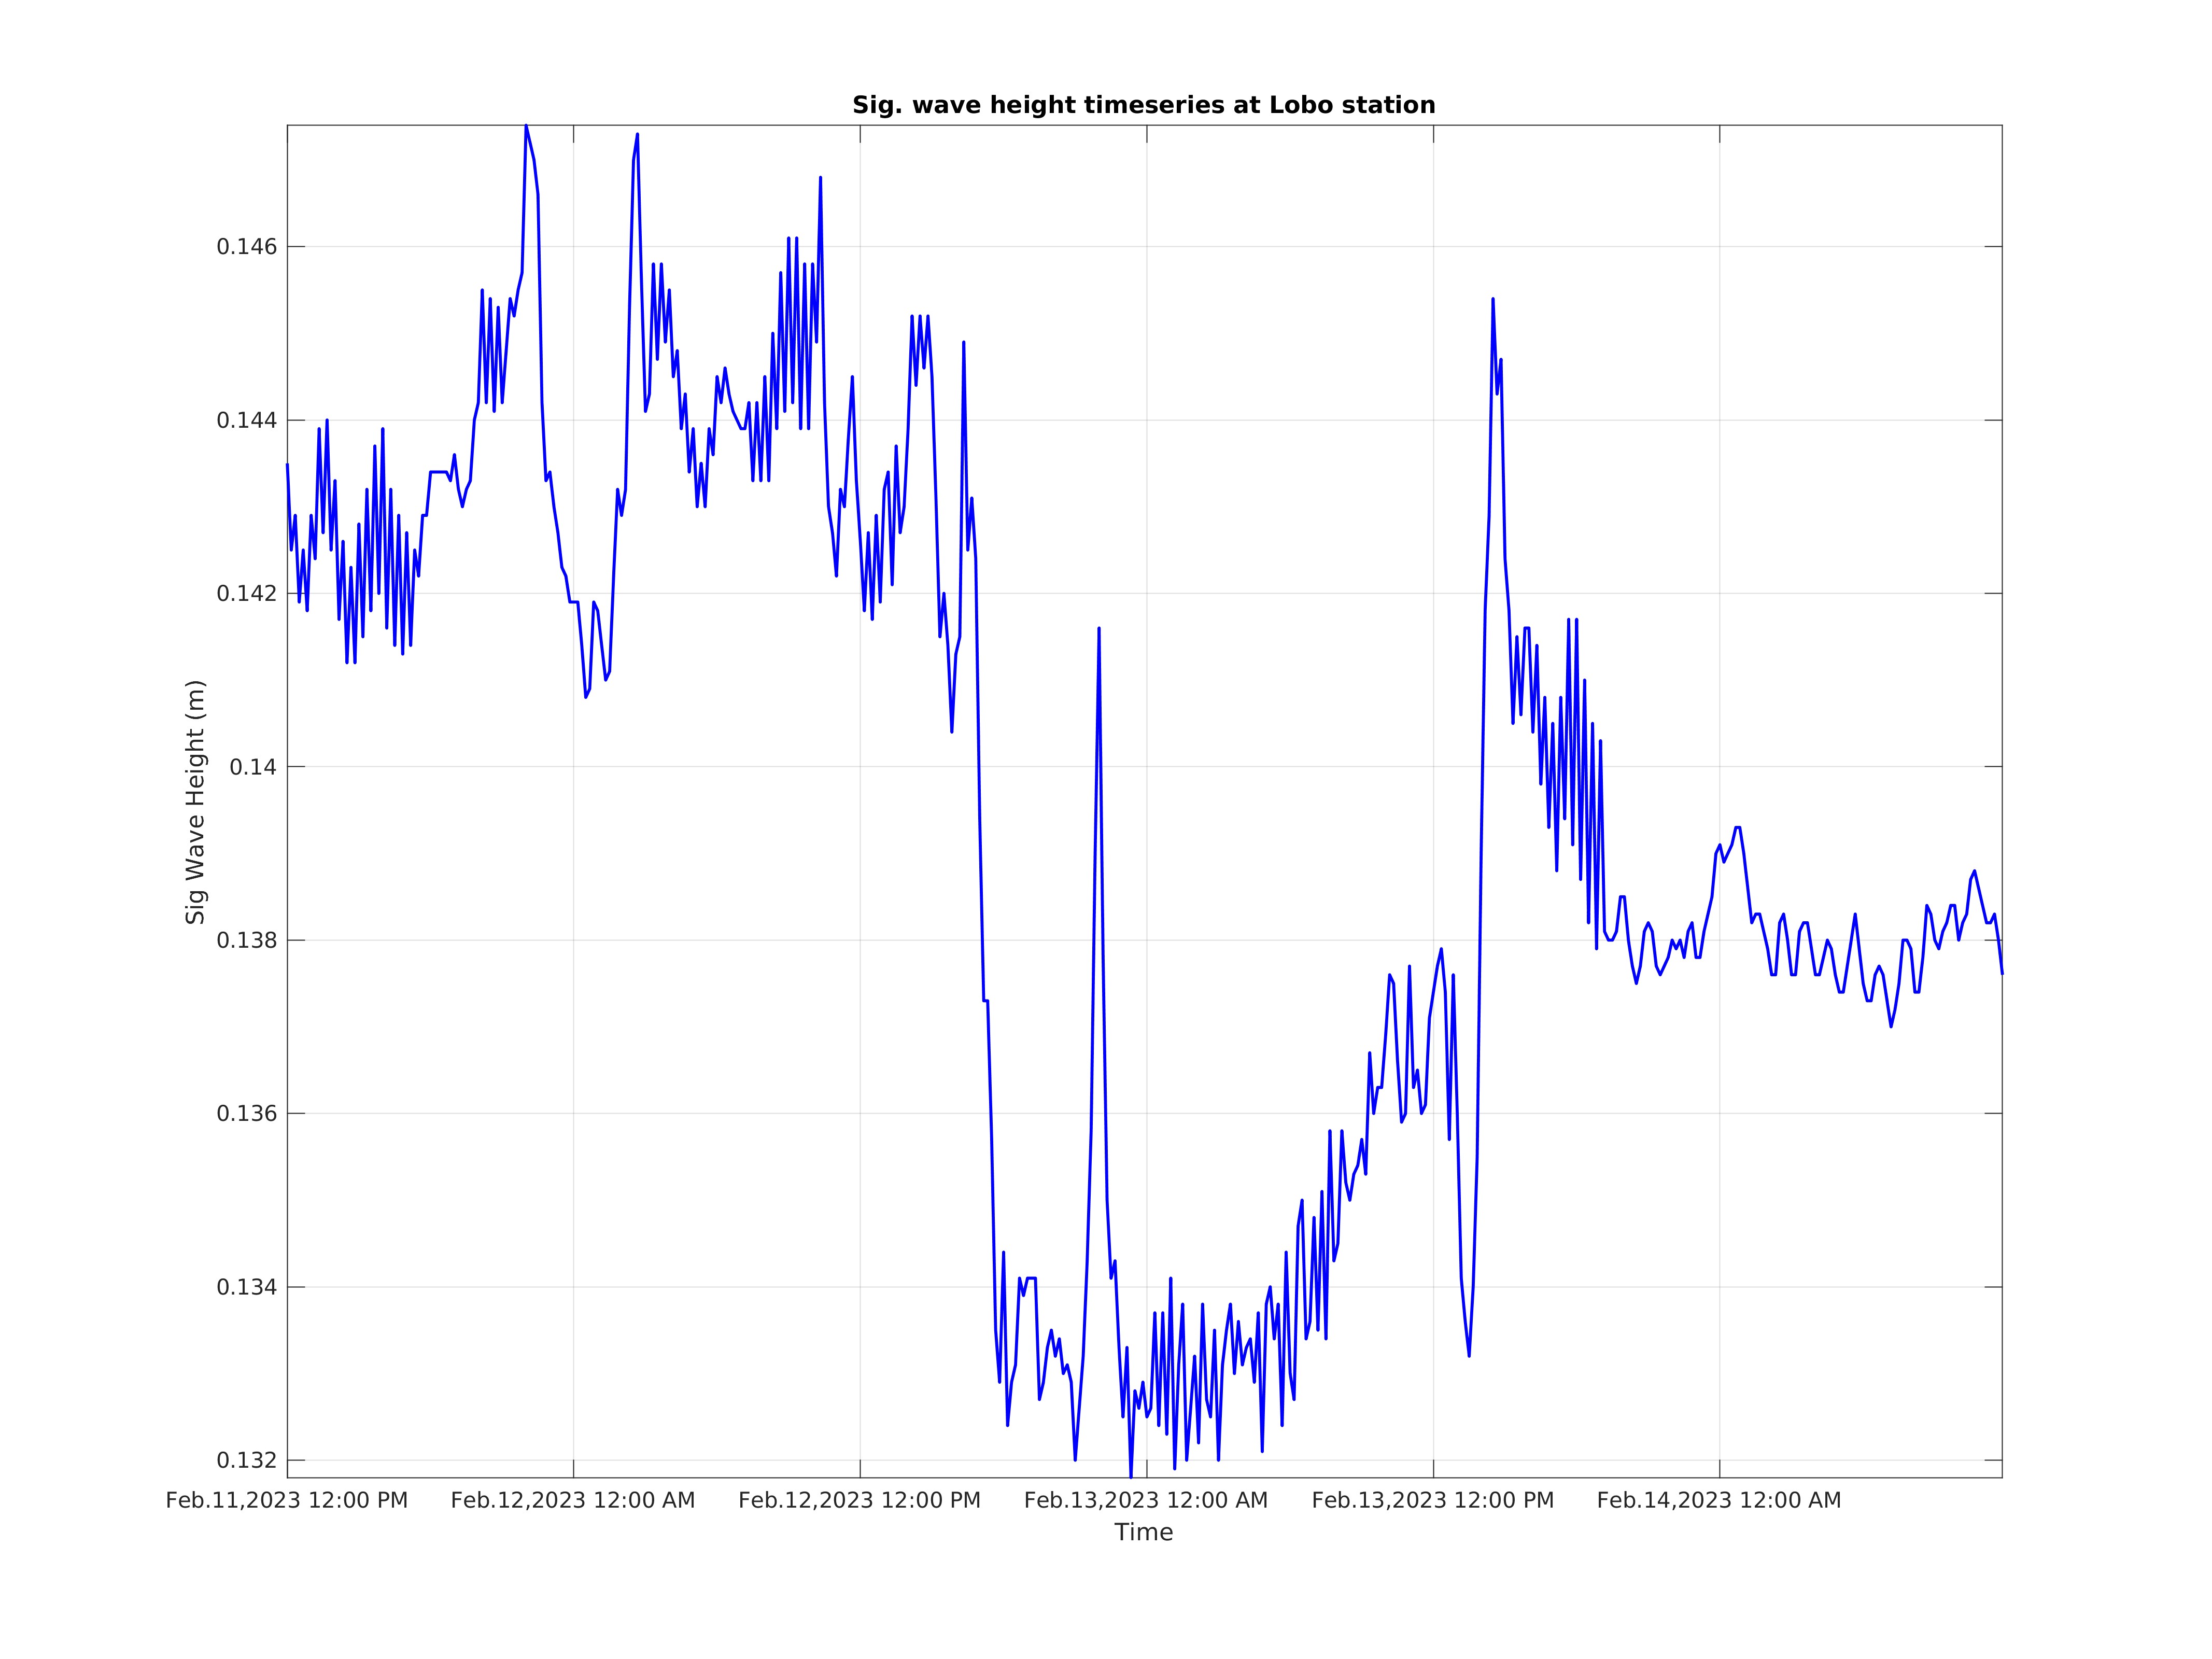 Sig. wave height timeseries at Lobo station
Sig Wave Height (m)
0.146
0.144
0.142
0.14
0.138
0.136
0.134
0.132
Feb.11,2023 12:00 PM Feb.12,2023 12:00 AM Feb.12,2023 12:00 PM Feb.13,2023 12:00 AM Feb.13,2023 12:00 PM Feb.14,2023 12:00 AM
Time